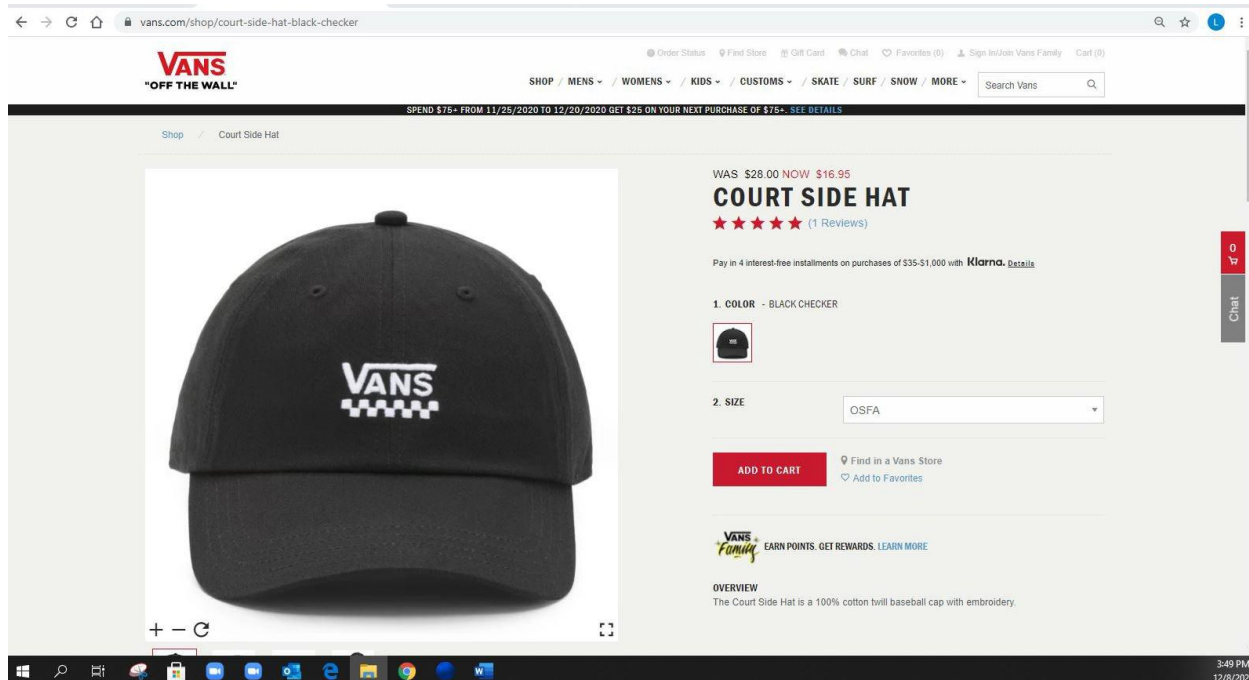 vans.com/shop/court-side-hat-black-checker
L
VANS
"OFF THE WALL"
Order Status Find Store Gift Card Chat Favorites (0) Sign In/Join Vans Family Cart (0)
SHOP / MENS / WOMENS / KIDS / CUSTOMS / SKATE / SURF / SNOW / MORE
Search Vans
SPEND $75+ FROM 11/25/2020 TO 12/20/2020 GET $25 ON YOUR NEXT PURCHASE OF $75+. SEE DETAILS
Shop / Court Side Hat
WAS $28.00 NOW $16.95
COURT SIDE HAT
(1 Reviews)
Pay in 4 interest-free installments on purchases of $35-$1,000 with Klarna. Details
1. COLOR - BLACK CHECKER
2. SIZE
OSFA
ADD TO CART
Find in a Vans Store
Add to Favorites
VANS Family
EARN POINTS. GET REWARDS. LEARN MORE
OVERVIEW
The Court Side Hat is a 100% cotton twill baseball cap with embroidery.
VANS
0
Chat
3:49 PM
12/8/202